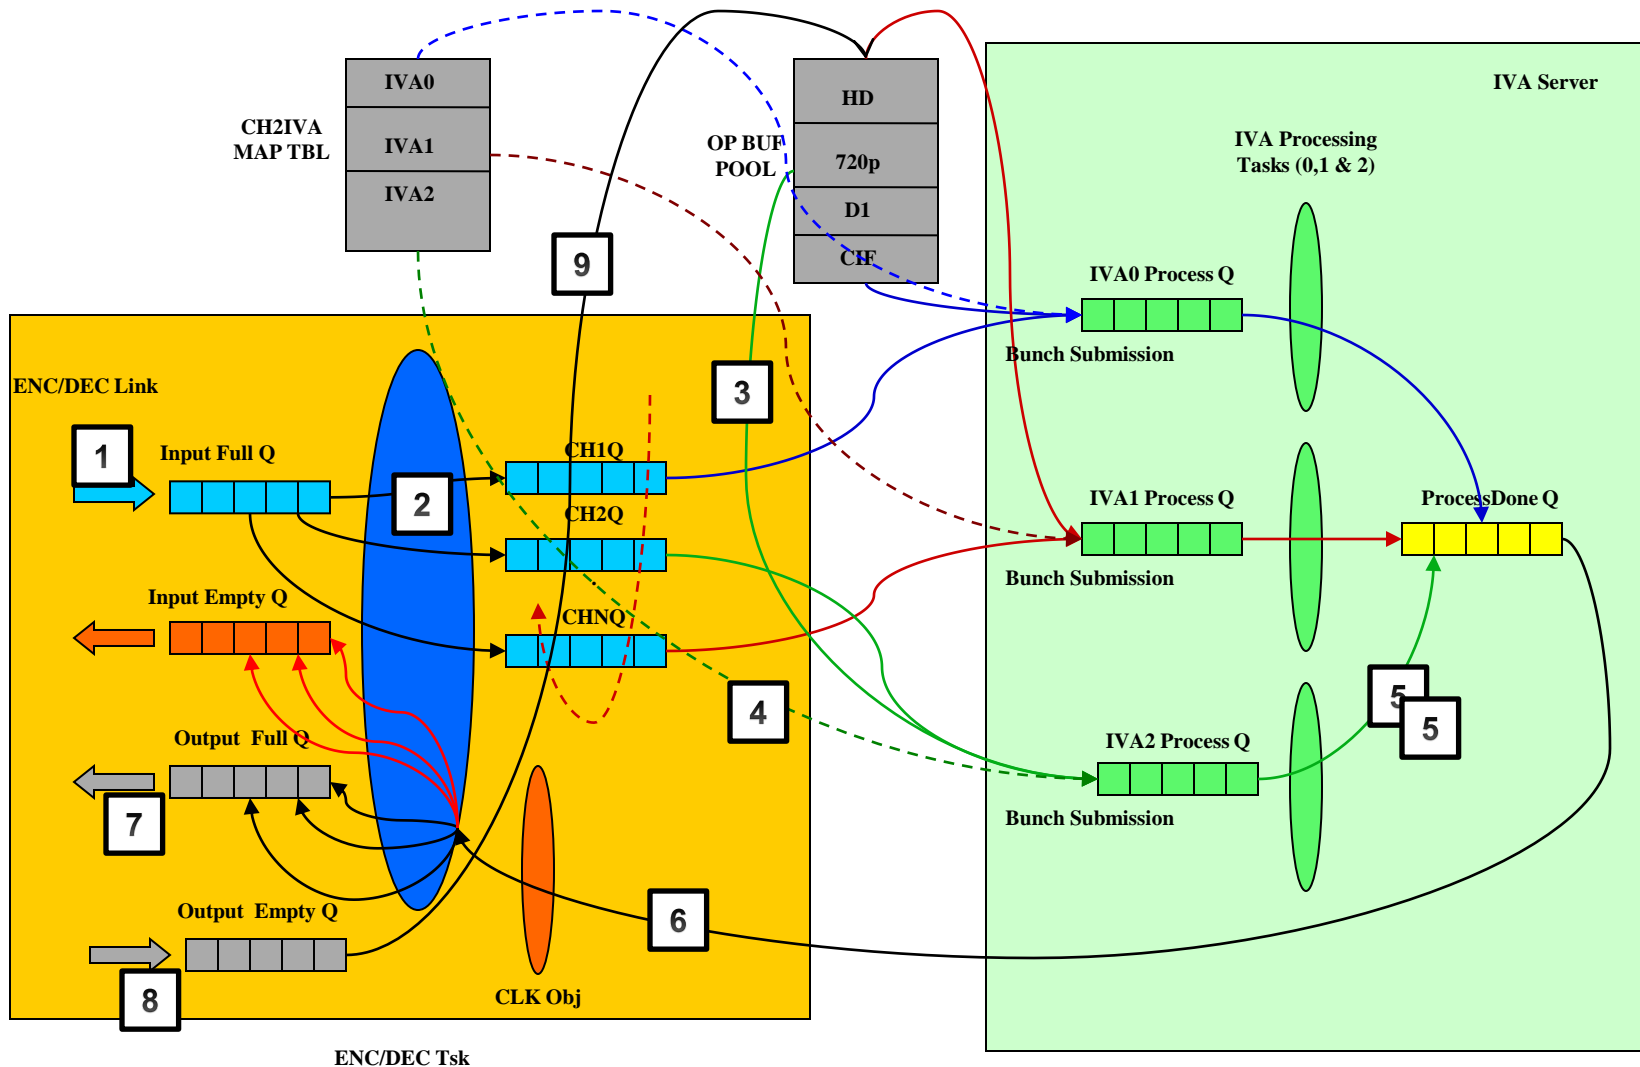 IVA0
HD
IVA Server
CH2IVA
MAP TBL
IVA1
OP BUF
POOL
720p
IVA Processing
Tasks (0,1 & 2)
IVA2
D1
CIF
9
IVA0 Process Q
Bunch Submission
ENC/DEC Link
3
1
Input Full Q
CH1Q
2
IVA1 Process Q
ProcessDone Q
CH2Q
Bunch Submission
Input Empty Q
CHNQ
5
4
5
Output Full Q
IVA2 Process Q
7
Bunch Submission
Output Empty Q
6
8
CLK Obj
ENC/DEC Tsk